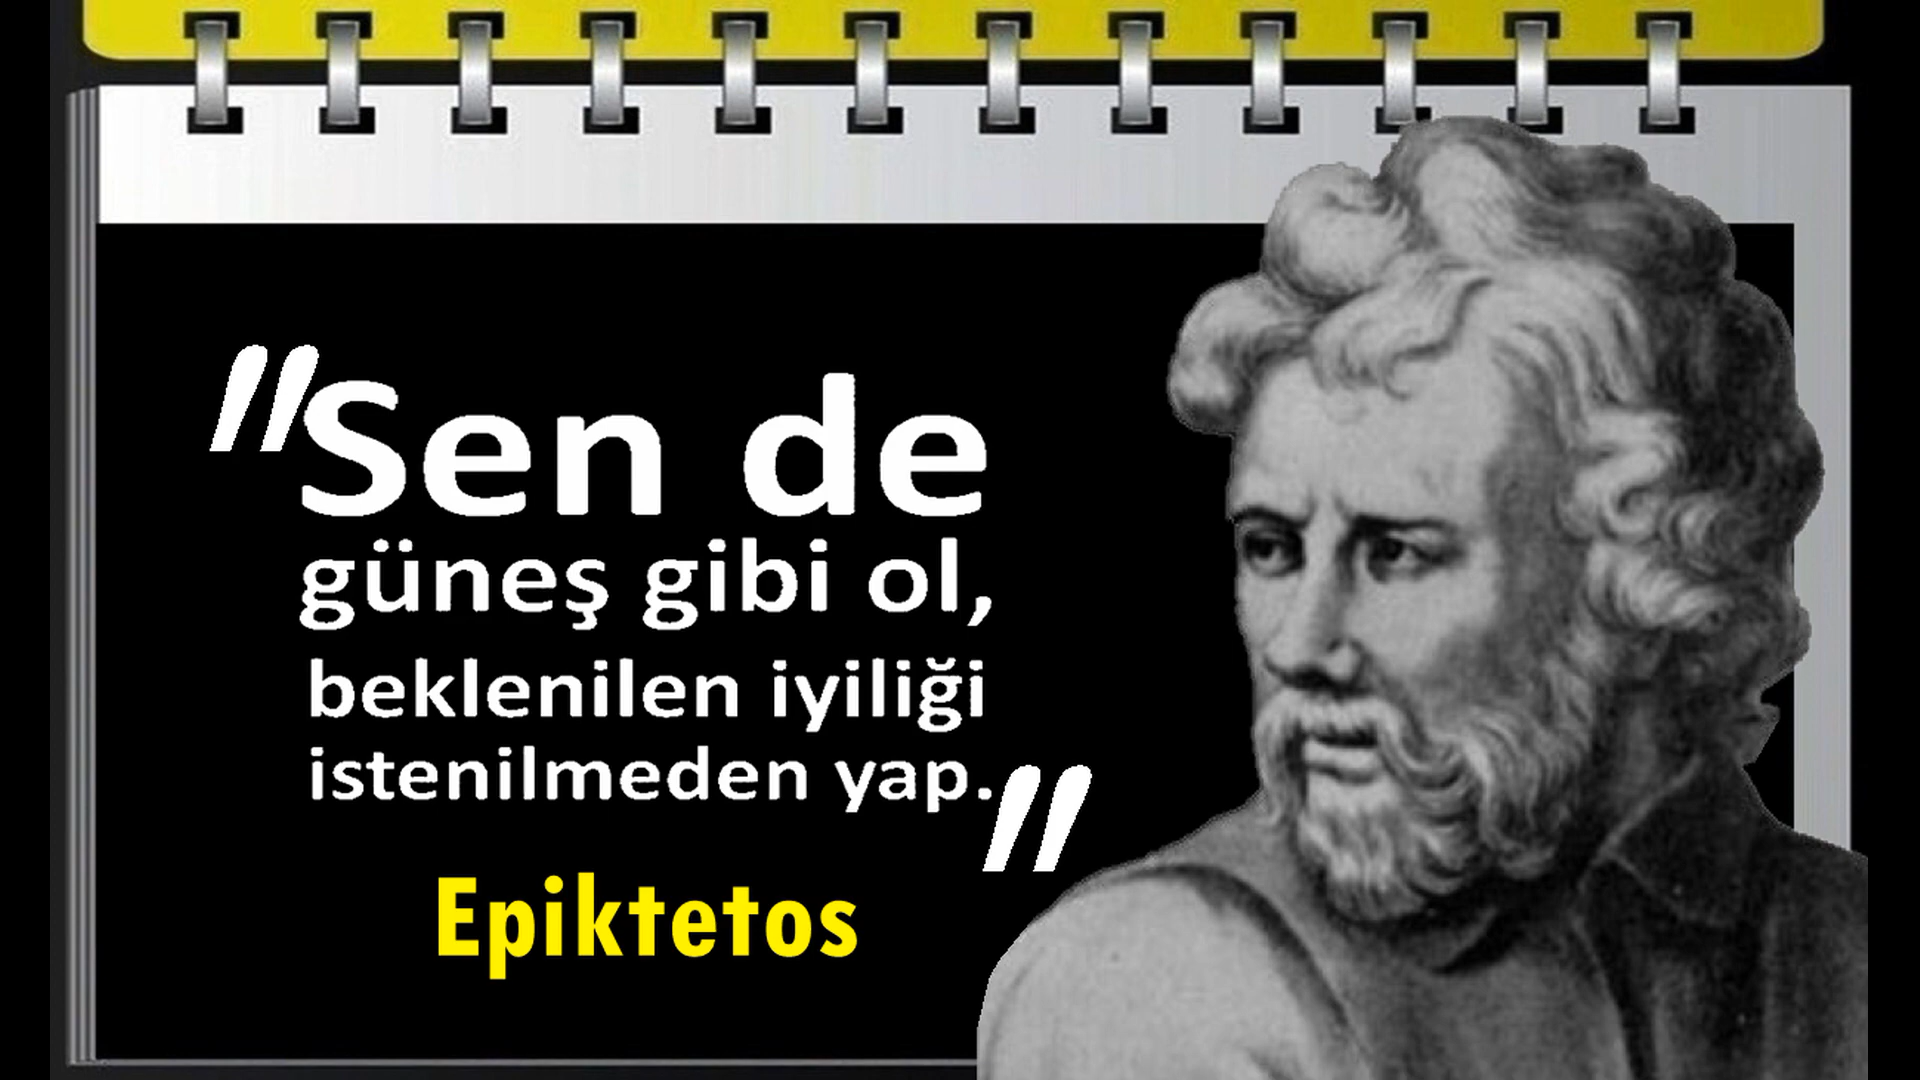 "Sen de
güneş gibi ol,
beklenilen iyiliği
istenilmeden yap."
Epiktetos